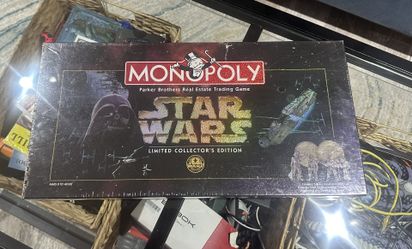 MONOPOLY
Parker Brothers Real Estate Trading Game
STAR
WARS
LIMITED COLLECTOR'S EDITION